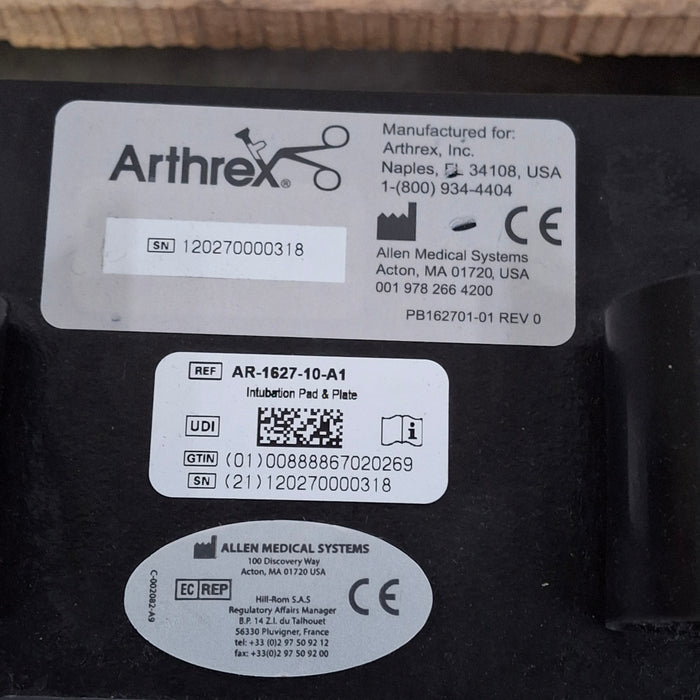 Arthrex®
SN 120270000318
Manufactured for:
Arthrex, Inc.
Naples, FL 34108, USA
1-(800) 934-4404
CE
Allen Medical Systems
Acton, MA 01720, USA
001 978 266 4200
PB162701-01 REV 0
REF AR-1627-10-A1
Intubation Pad & Plate
UDI
GTIN (01)00888867020269
SN (21)120270000318
ALLEN MEDICAL SYSTEMS
100 Discovery Way
Acton, MA 01720 USA
EC REP
CE
Hill-Rom S.A.S
Regulatory Affairs Manager
B.P. 14 Z.I. du Talhouet
56330 Pluvigner, France
tel: +33 (0)2 97 50 92 12
fax: +33(0)2 97 50 92 00
C-002082-A9